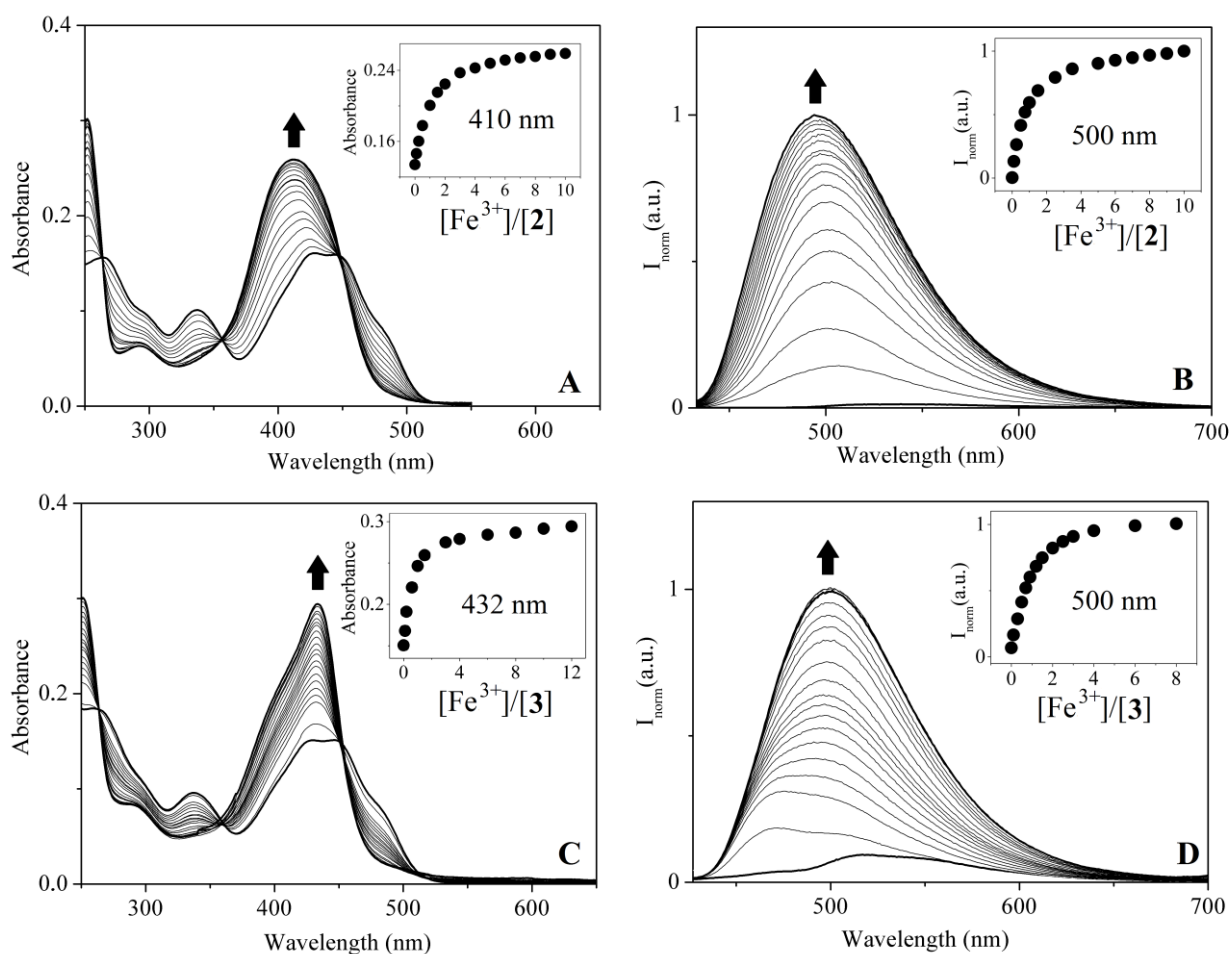 0.4
0.2
0.0
Absorbance
300
400
500
600
Wavelength (nm)
A
0.24
0.16
Absorbance
410 nm
0
2
4
6
8
10
[Fe3+]/[2]
1
0
Inorm(a.u.)
500
600
700
Wavelength (nm)
B
1
0
Inorm(a.u.)
500 nm
0
2
4
6
8
10
[Fe3+]/[2]
0.4
0.2
0.0
Absorbance
300
400
500
600
Wavelength (nm)
C
0.3
0.2
Absorbance
432 nm
0
4
8
12
[Fe3+]/[3]
1
0
Inorm(a.u.)
500
600
700
Wavelength (nm)
D
1
0
Inorm(a.u.)
500 nm
0
2
4
6
8
[Fe3+]/[3]